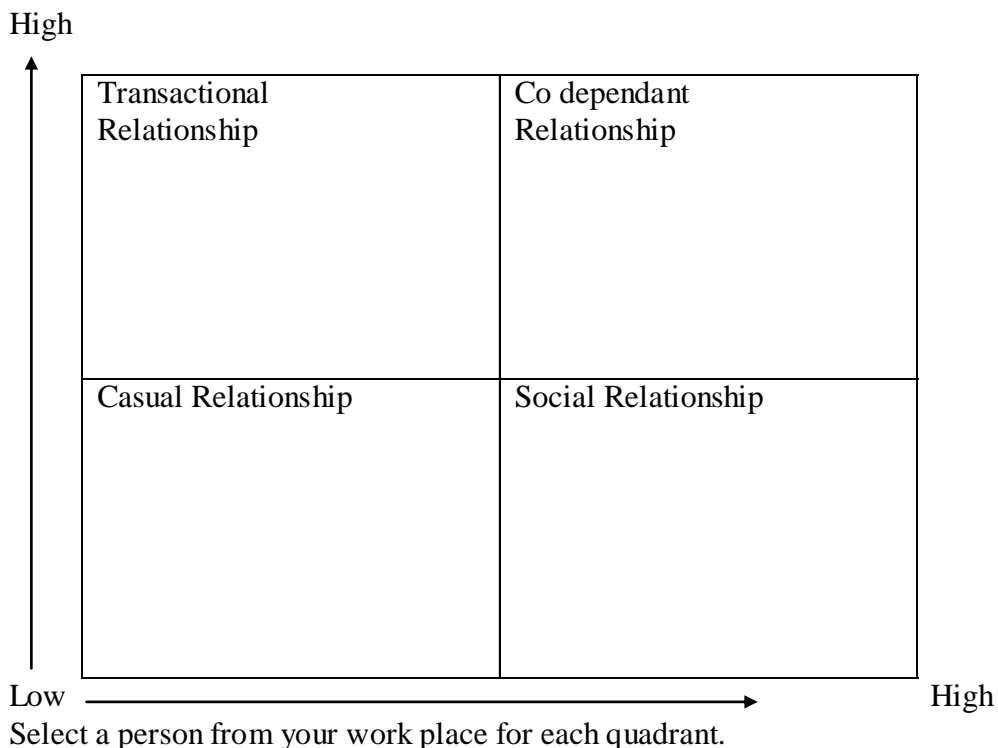 High
Transactional
Relationship
Co dependant
Relationship
Casual Relationship
Social Relationship
Low
High
Select a person from your work place for each quadrant.